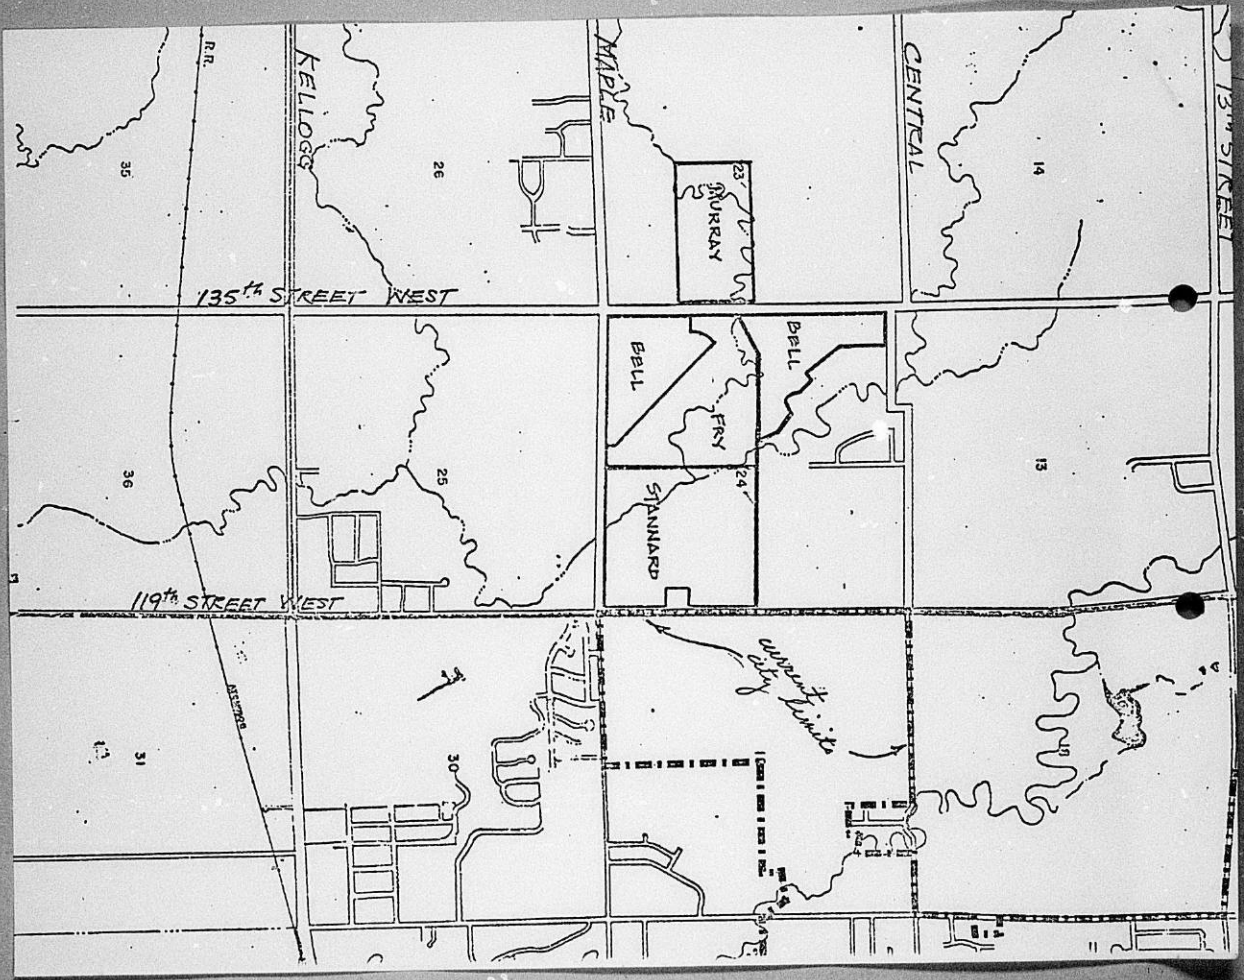 R.R.
KELLOGG
MAPLE
CENTRAL
13TH STREET
35
26
23
14
MURRAY
135th STREET WEST
BELL
BELL
FRY
36
25
24
13
STANNARD
119th STREET WEST
current
city limits
31
30